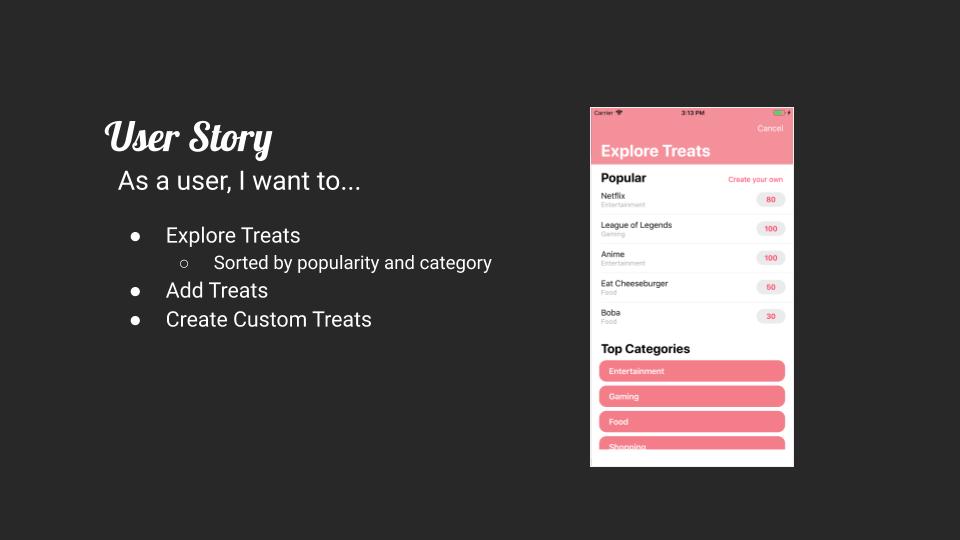 User Story
As a user, I want to...
● Explore Treats
○ Sorted by popularity and category
● Add Treats
● Create Custom Treats
Carrier 3:13 PM
Cancel
Explore Treats
Popular Create your own
Netflix
Entertainment
80
League of Legends
Gaming
100
Anime
Entertainment
100
Eat Cheeseburger
Food
50
Boba
Food
30
Top Categories
Entertainment
Gaming
Food
Shopping